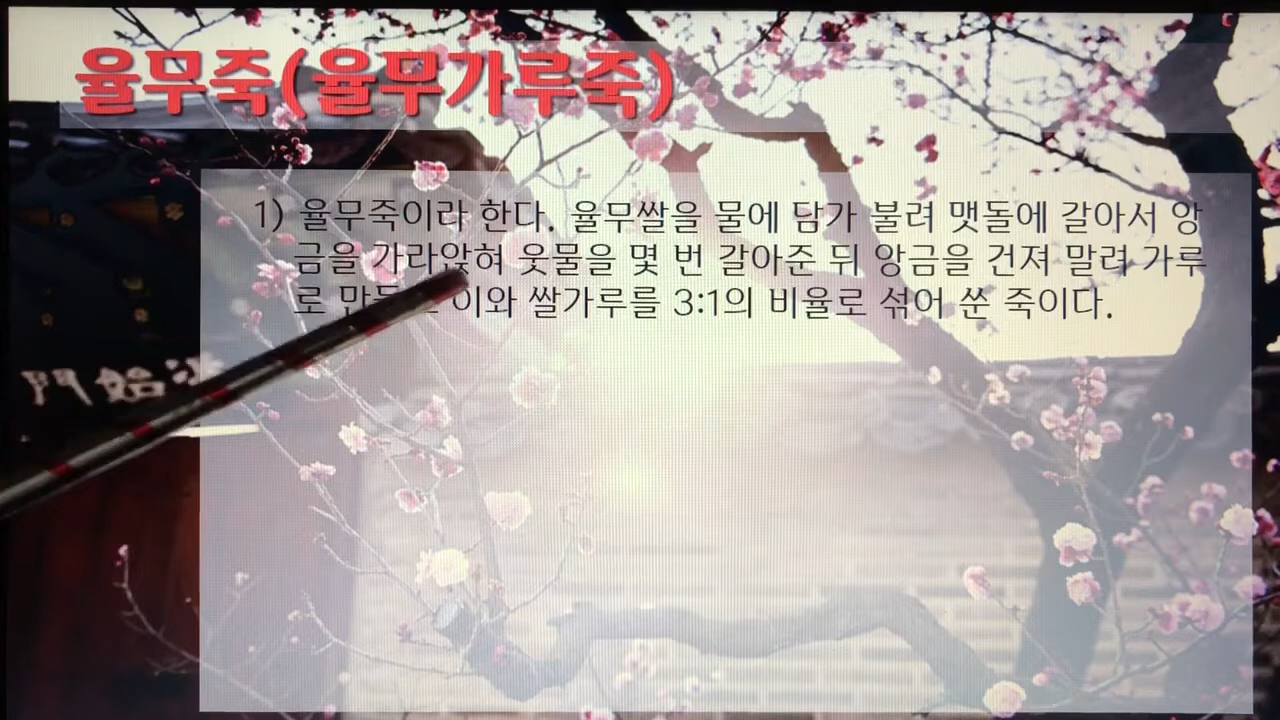 율무죽(율무가루죽)
1) 율무죽이라 한다. 율무쌀을 물에 담가 불려 맷돌에 갈아서 앙
금을 가라앉혀 웃물을 몇 번 갈아준 뒤 앙금을 건져 말려 가루
로 이와 쌀가루를 3:1의 비율로 섞어 쑨 죽이다.
門始